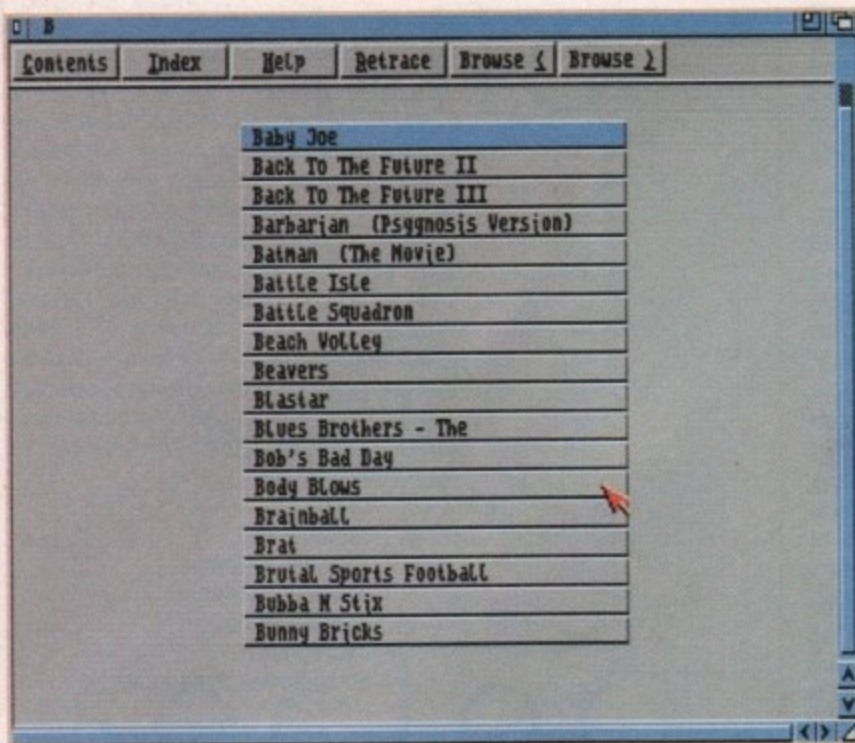 B
Contents Index Help Retrace Browse < Browse >
Baby Joe
Back To The Future II
Back To The Future III
Barbarian (Psygnosis Version)
Batman (The Movie)
Battle Isle
Battle Squadron
Beach Volley
Beavers
Blastar
Blues Brothers - The
Bob's Bad Day
Body Blows
Brainball
Brat
Brutal Sports Football
Bubba N Stix
Bunny Bricks